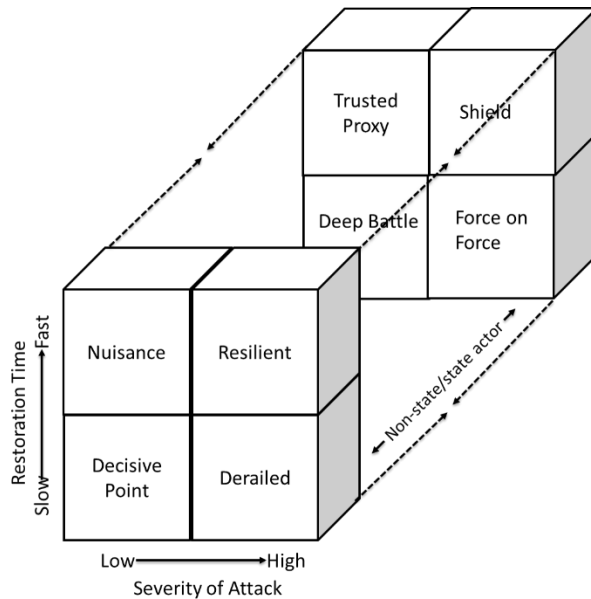 Trusted
Proxy
Shield
Deep Battle
Force on
Force
Nuisance
Resilient
Decisive
Point
Derailed
Non-state/state actor
Restoration Time
Slow
Fast
Low
High
Severity of Attack